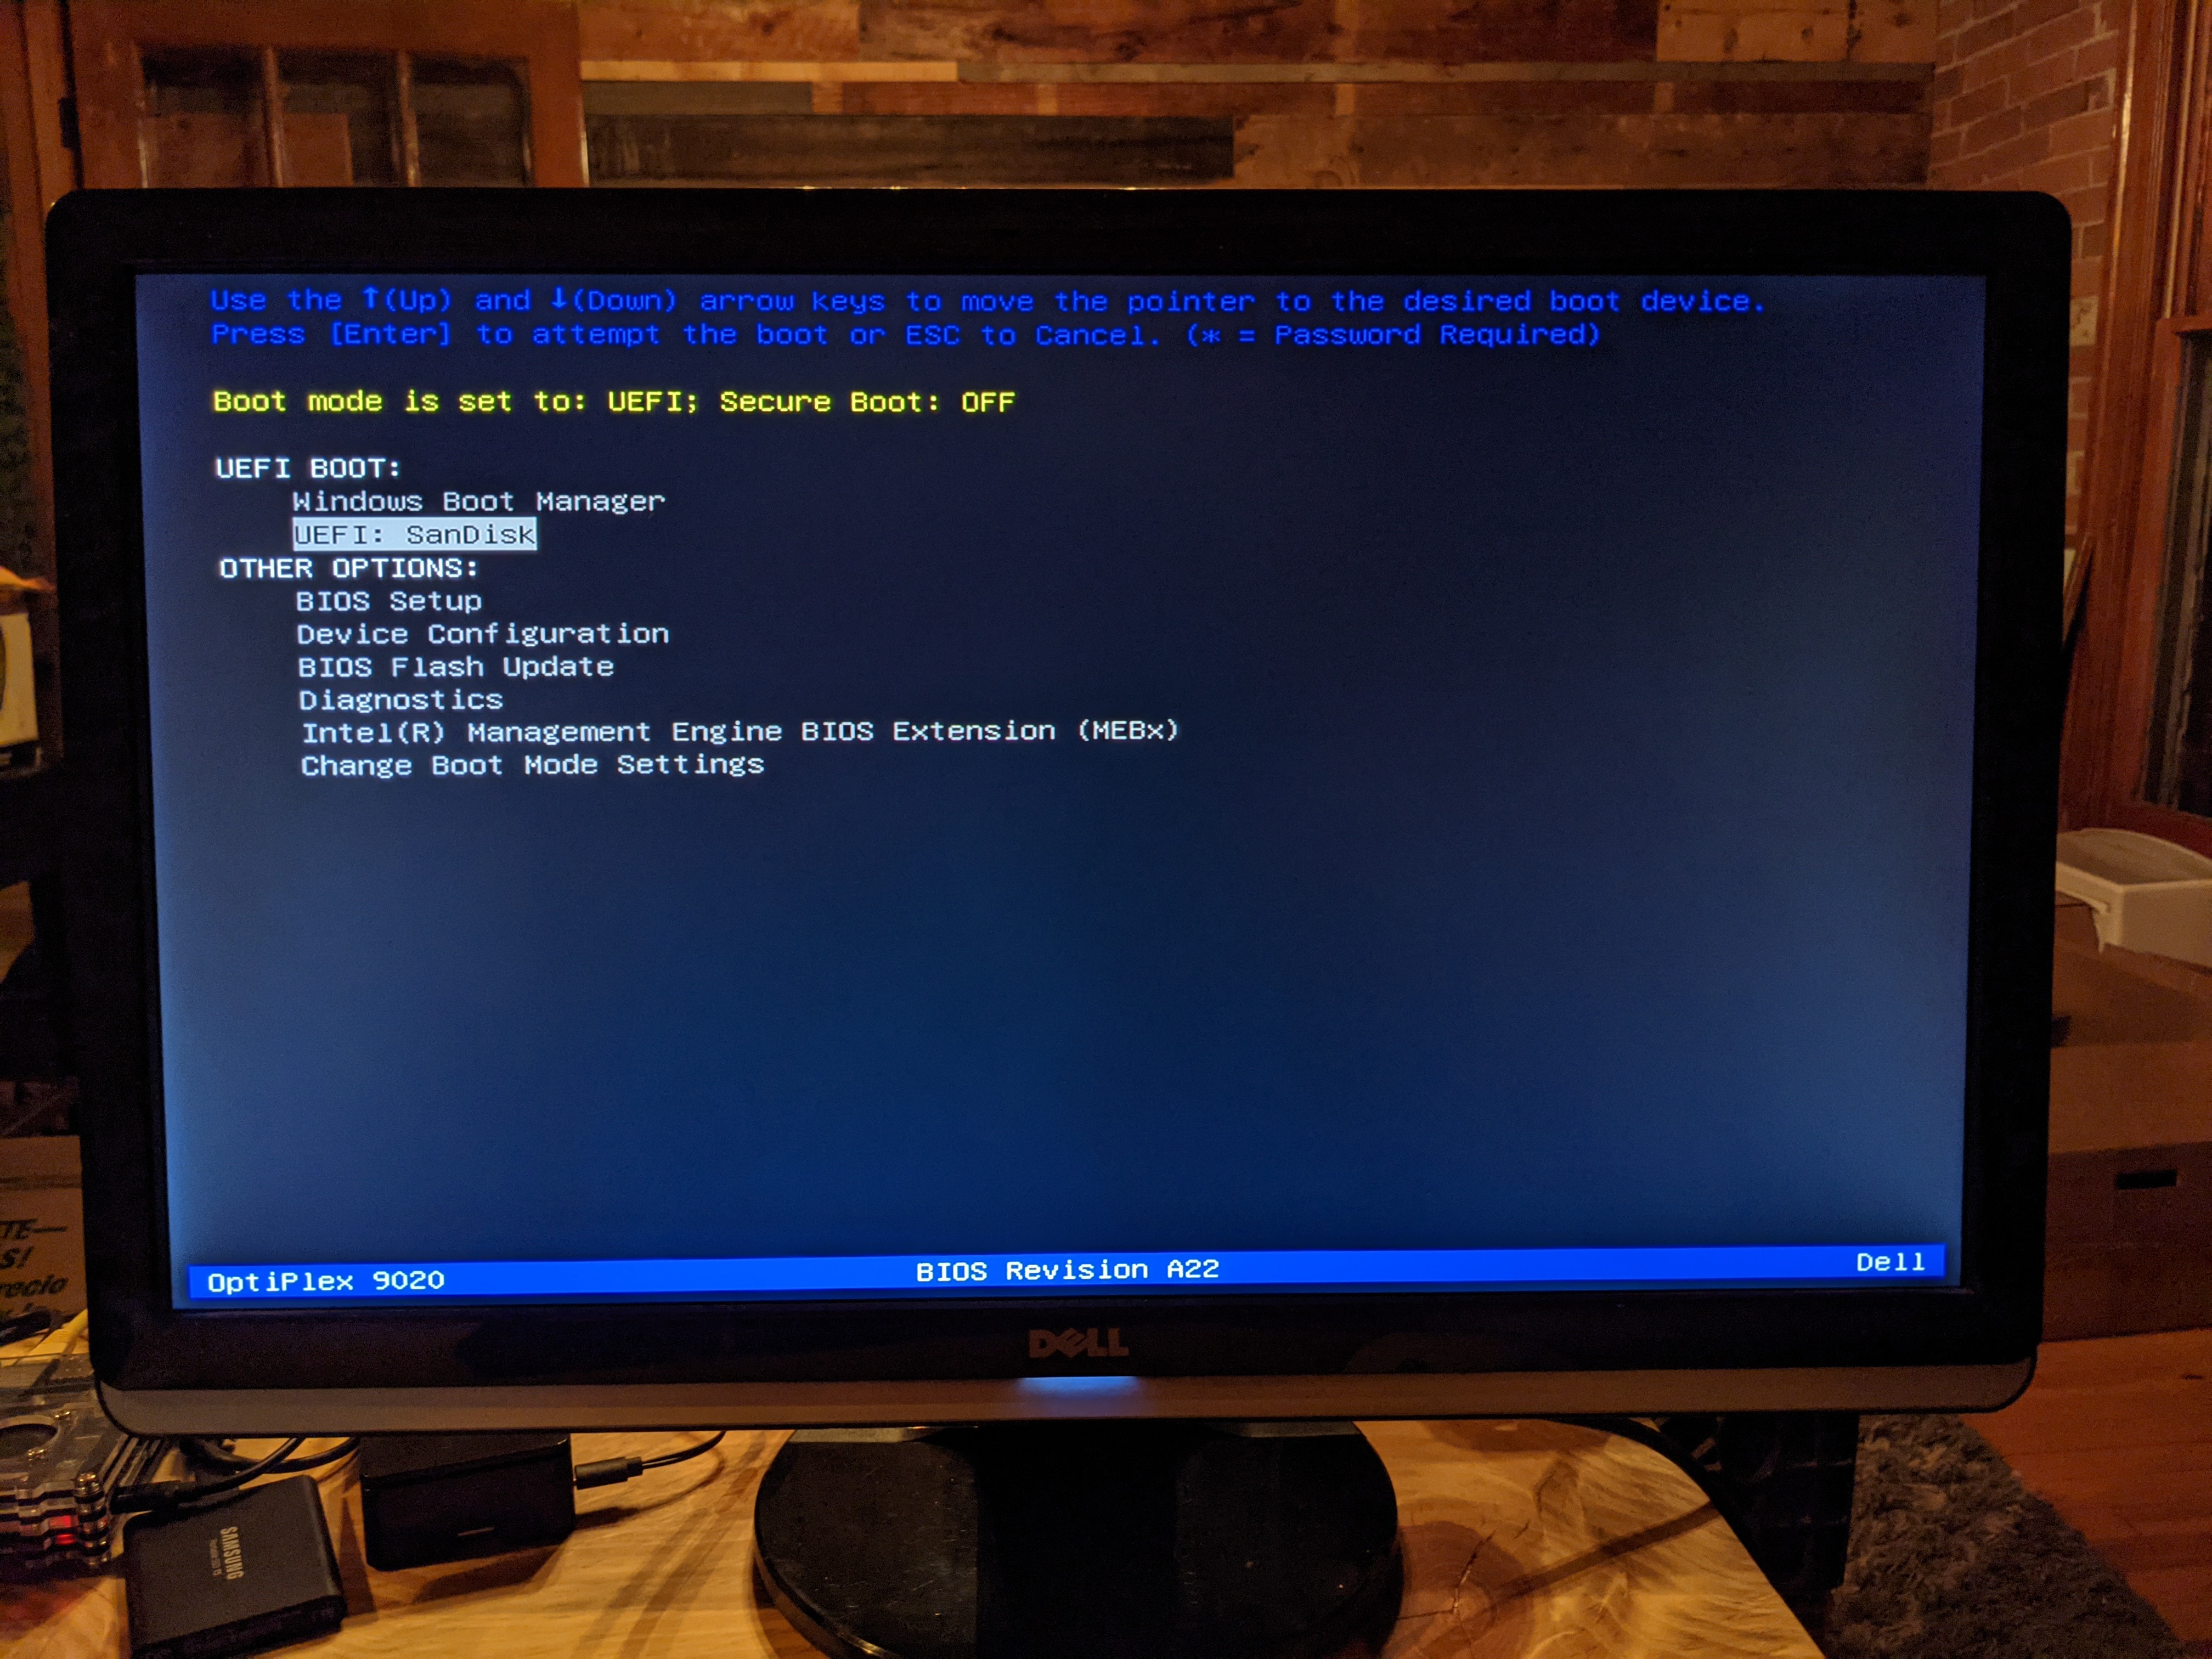 Use the ↑(Up) and ↓(Down) arrow keys to move the pointer to the desired boot device.
Press [Enter] to attempt the boot or ESC to Cancel. (* = Password Required)
Boot mode is set to: UEFI; Secure Boot: OFF
UEFI BOOT:
Windows Boot Manager
UEFI: SanDisk
OTHER OPTIONS:
BIOS Setup
Device Configuration
BIOS Flash Update
Diagnostics
Intel(R) Management Engine BIOS Extension (MEBx)
Change Boot Mode Settings
OptiPlex 9020 BIOS Revision A22 Dell
DELL
SAMSUNG